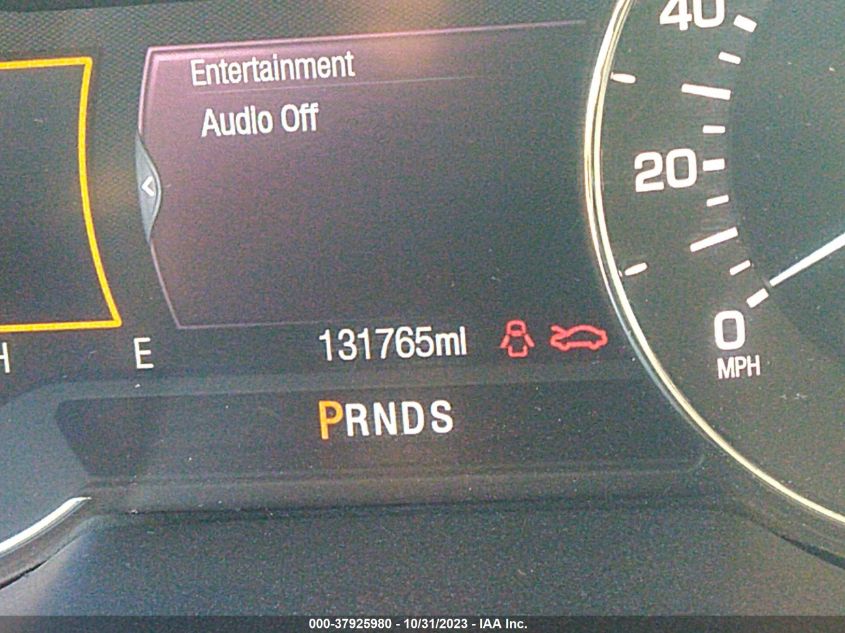 40
Entertainment
Audio Off
20
0
MPH
H
E
131765mi
PRNDS
000-37925980 - 10/31/2023 - IAA Inc.